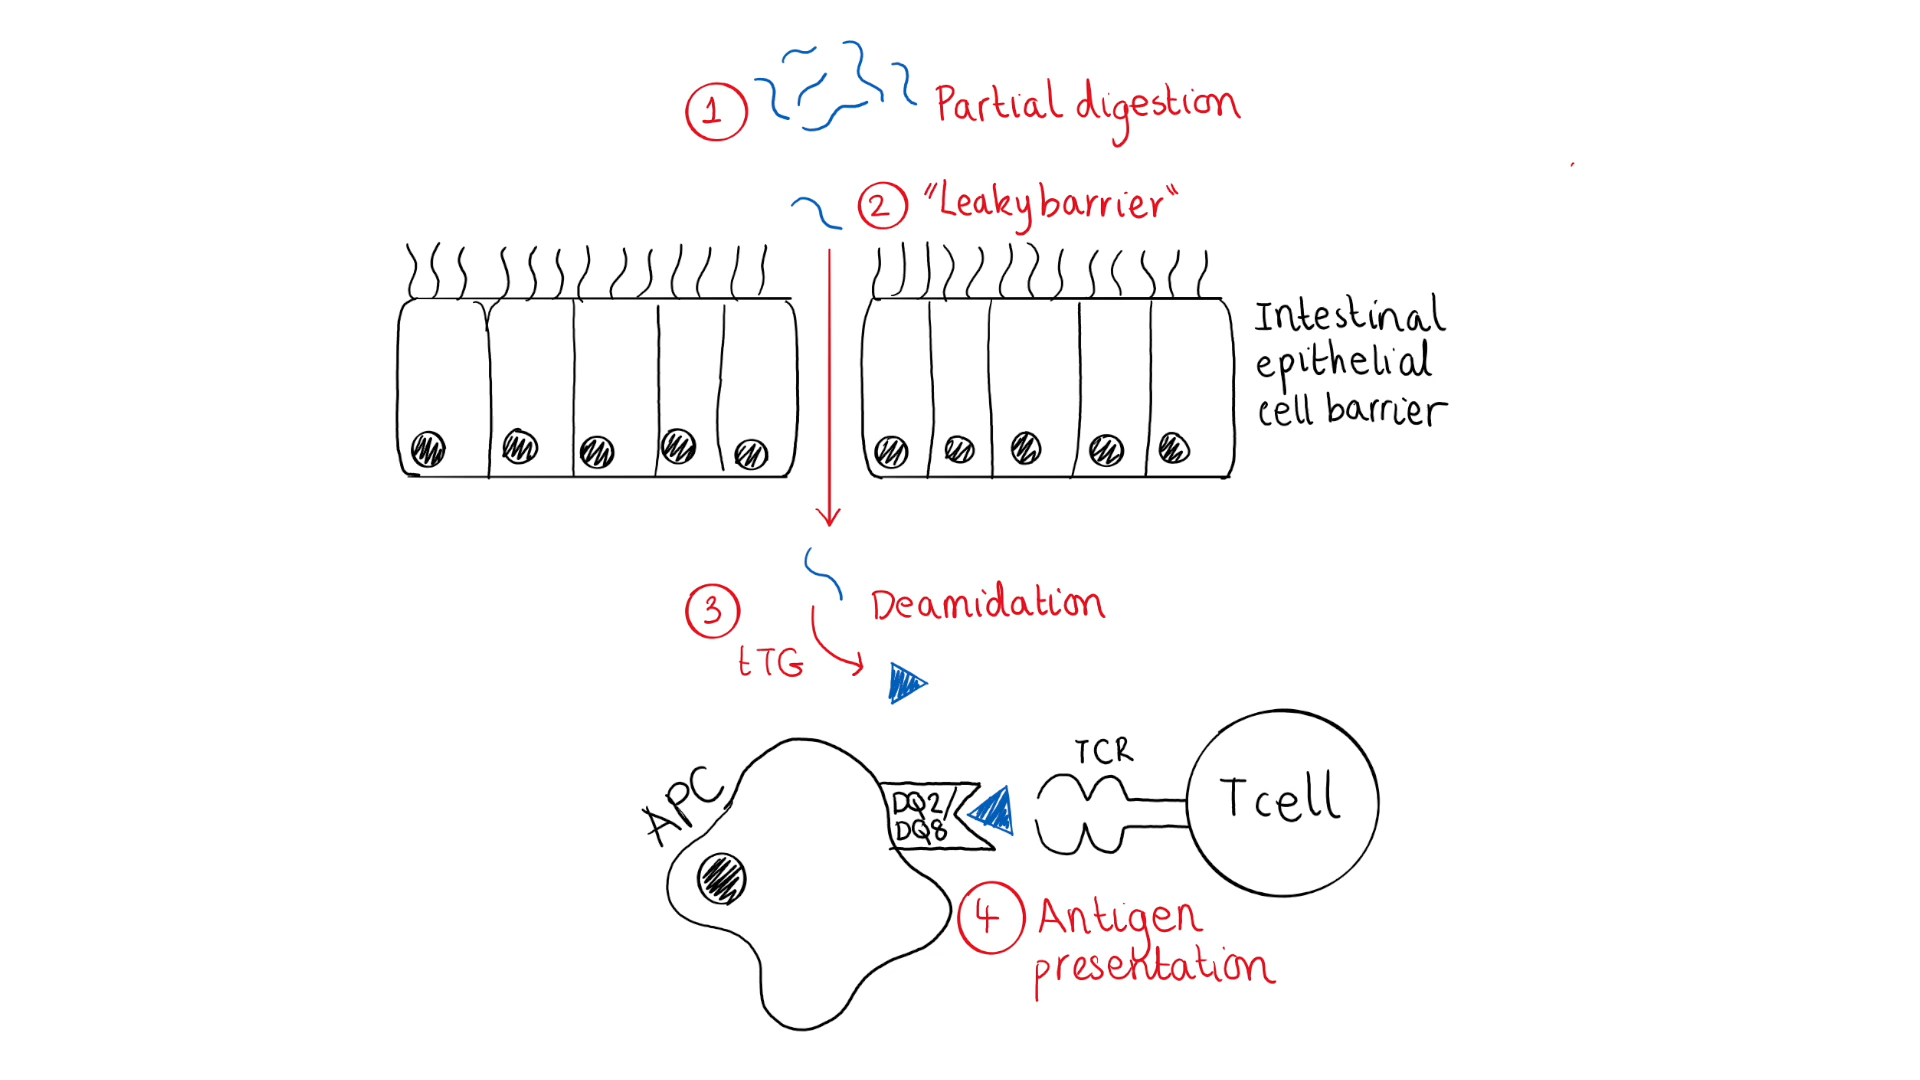 1 Partial digestion
2 "Leaky barrier"
Intestinal
epithelial
cell barrier
3 Deamidation
tTG
APC
DQ2/
DQ8
TCR
T cell
4 Antigen
presentation